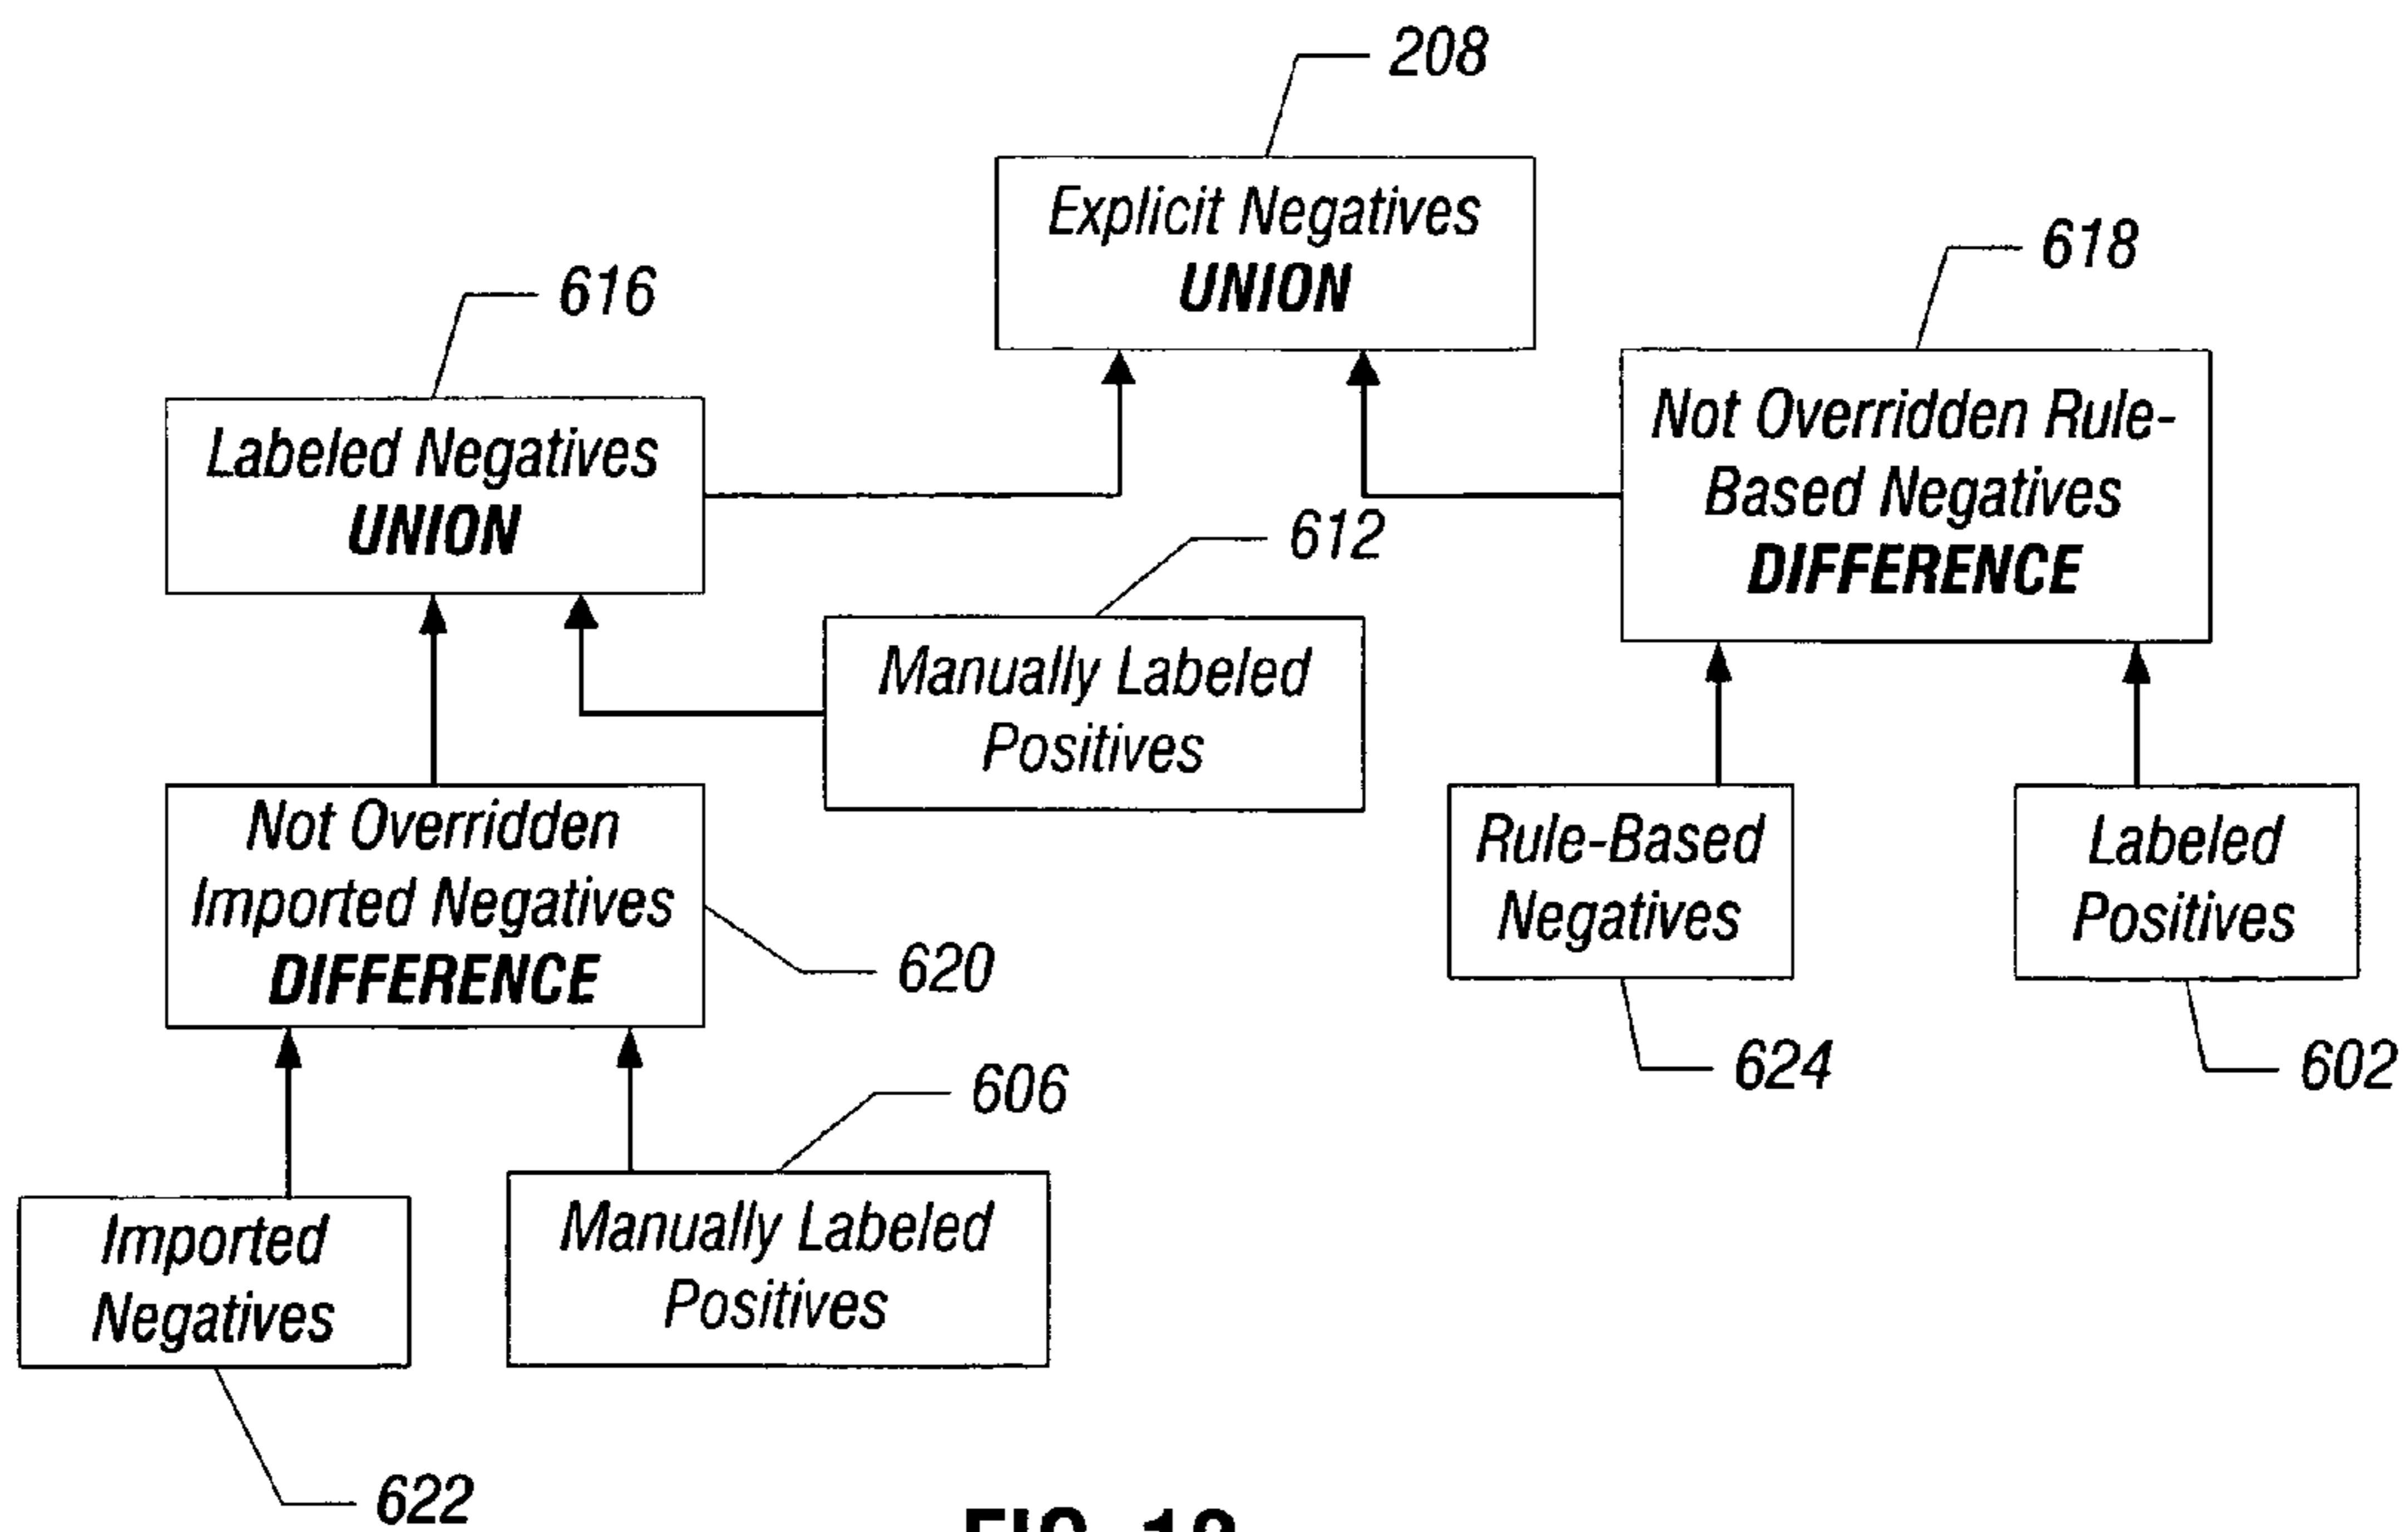 208
Explicit Negatives
UNION
618
616
Not Overridden Rule-
Based Negatives
DIFFERENCE
Labeled Negatives
UNION
612
Manually Labeled
Positives
Not Overridden
Imported Negatives
DIFFERENCE
620
Rule-Based
Negatives
Labeled
Positives
624
602
606
Imported
Negatives
Manually Labeled
Positives
622